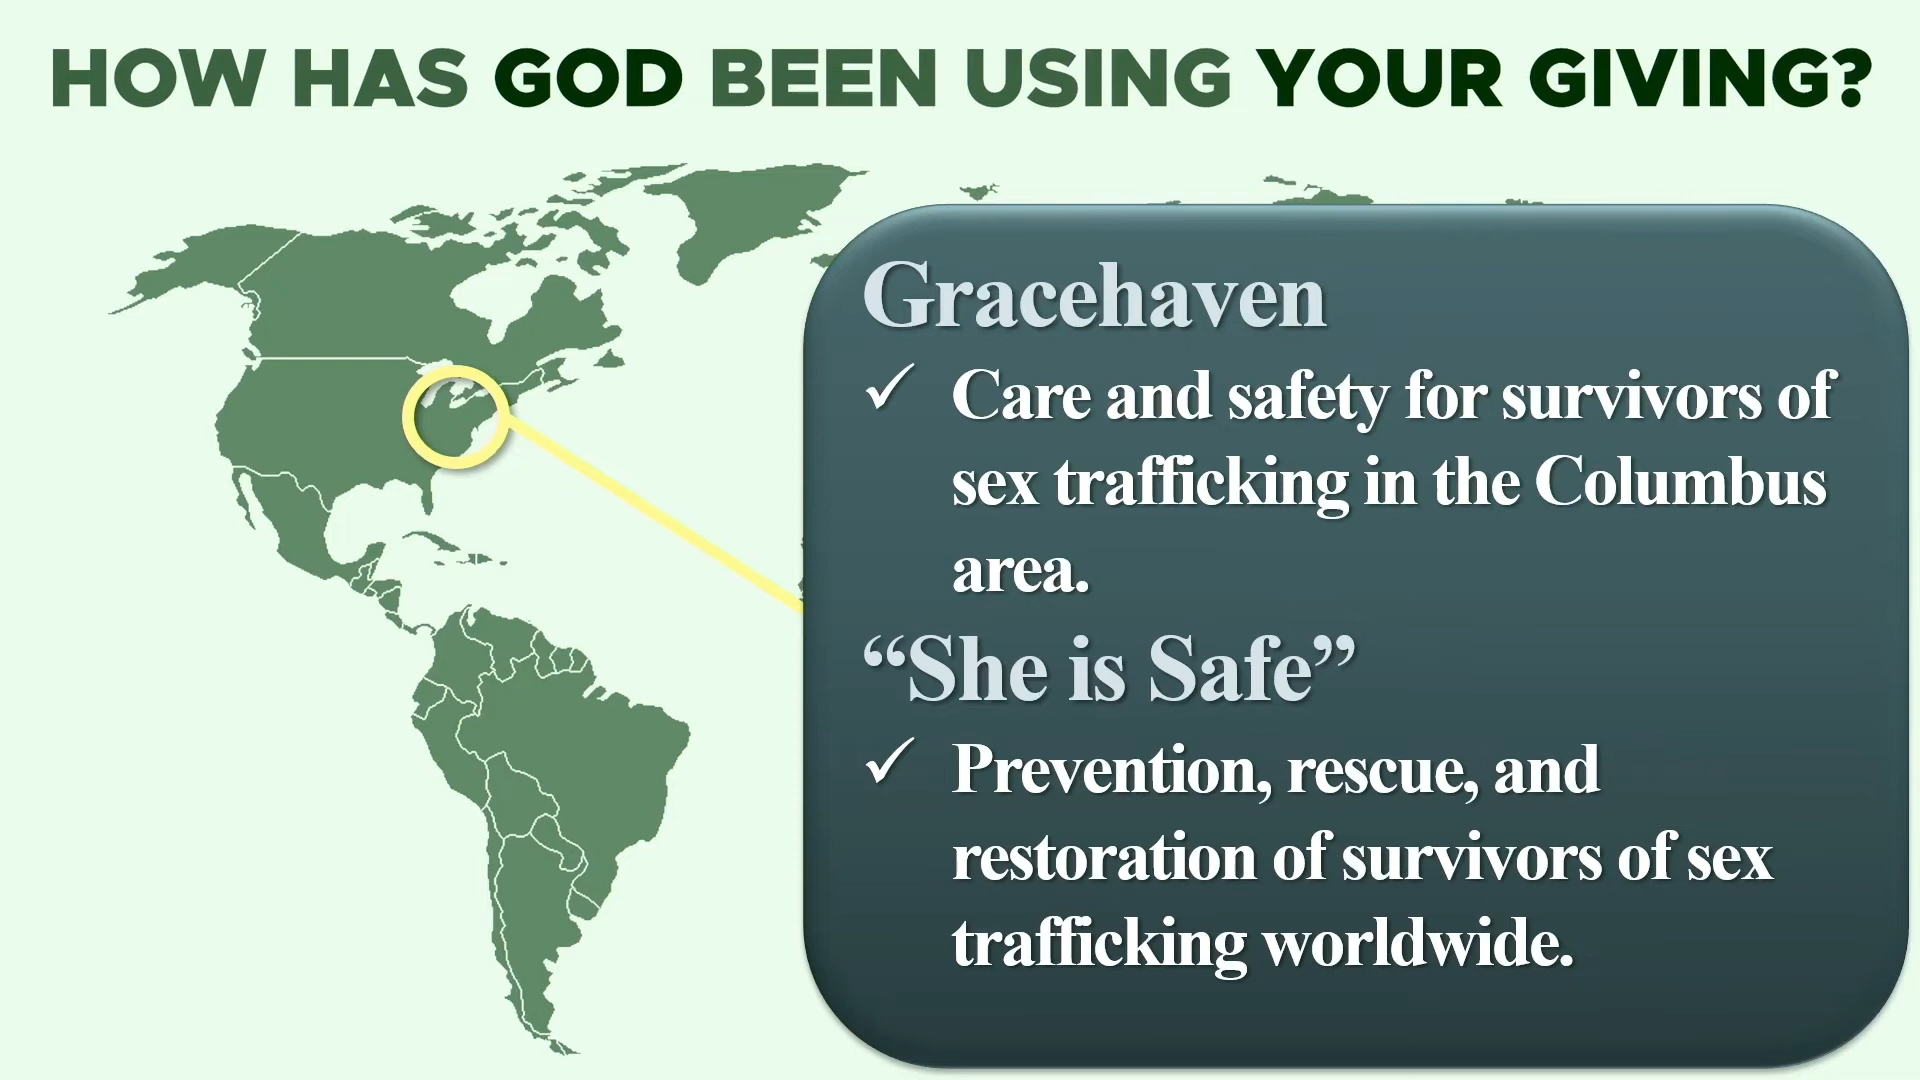 HOW HAS GOD BEEN USING YOUR GIVING?
Gracehaven
✓ Care and safety for survivors of
sex trafficking in the Columbus
area.
“She is Safe”
✓ Prevention, rescue, and
restoration of survivors of sex
trafficking worldwide.